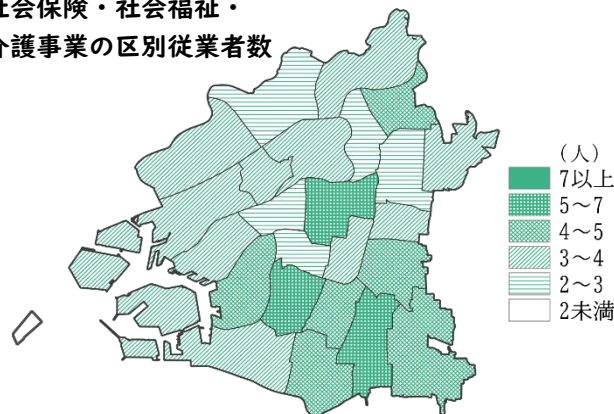 社会保険・社会福祉・
介護事業の区別従業者数
(人)
7以上
5〜7
4〜5
3〜4
2〜3
2未満